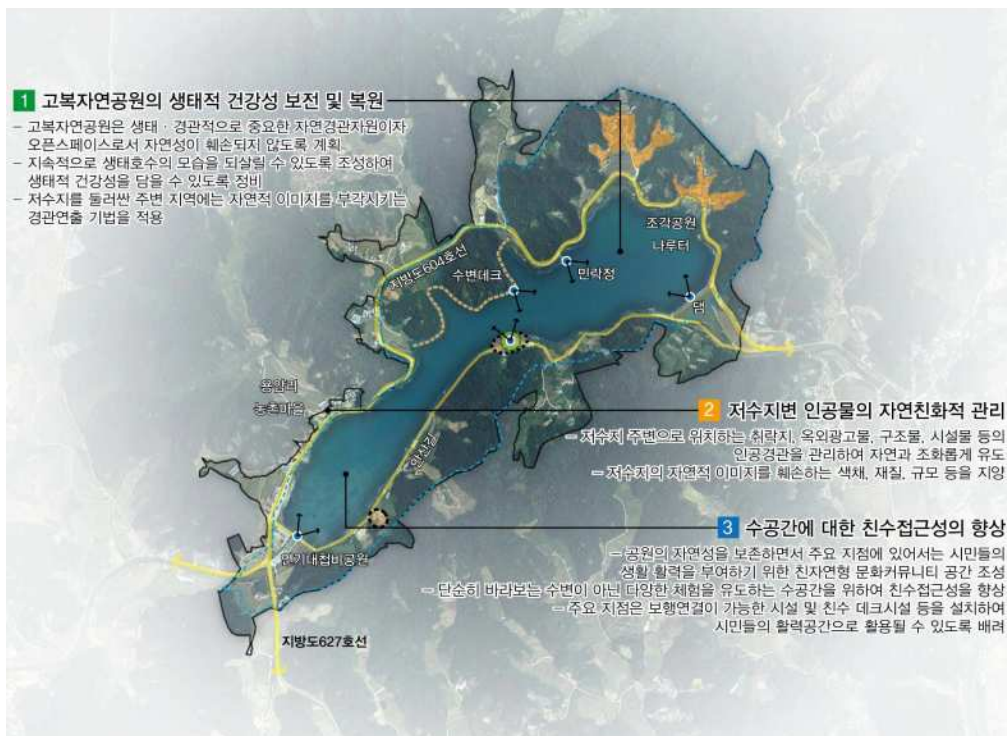 1 고복자연공원의 생태적 건강성 보전 및 복원
- 고복자연공원은 생태 · 경관적으로 중요한 자연경관자원이자
오픈스페이스로서 자연성이 훼손되지 않도록 계획
- 지속적으로 생태호수의 모습을 되살릴 수 있도록 조성하여
생태적 건강성을 담을 수 있도록 정비
- 저수지를 둘러싼 주변 지역에는 자연적 이미지를 부각시키는
경관연출 기법을 적용
조각공원
나루터
지방도604호선
수변데크
민락정
댐
용암리
농촌마을
2 저수지변 인공물의 자연친화적 관리
- 저수지 주변으로 위치하는 취락지, 옥외광고물, 구조물, 시설물 등의
인공경관을 관리하여 자연과 조화롭게 유도
- 저수지의 자연적 이미지를 훼손하는 색채, 재질, 규모 등을 지양
안산길
3 수공간에 대한 친수접근성의 향상
- 공원의 자연성을 보존하면서 주요 지점에 있어서는 시민들의
생활 활력을 부여하기 위한 친자연형 문화커뮤니티 공간 조성
- 단순히 바라보는 수변이 아닌 다양한 체험을 유도하는 수공간을 위하여 친수접근성을 향상
- 주요 지점은 보행연결이 가능한 시설 및 친수 데크시설 등을 설치하여
시민들의 활력공간으로 활용될 수 있도록 배려
연기대첩비공원
지방도627호선